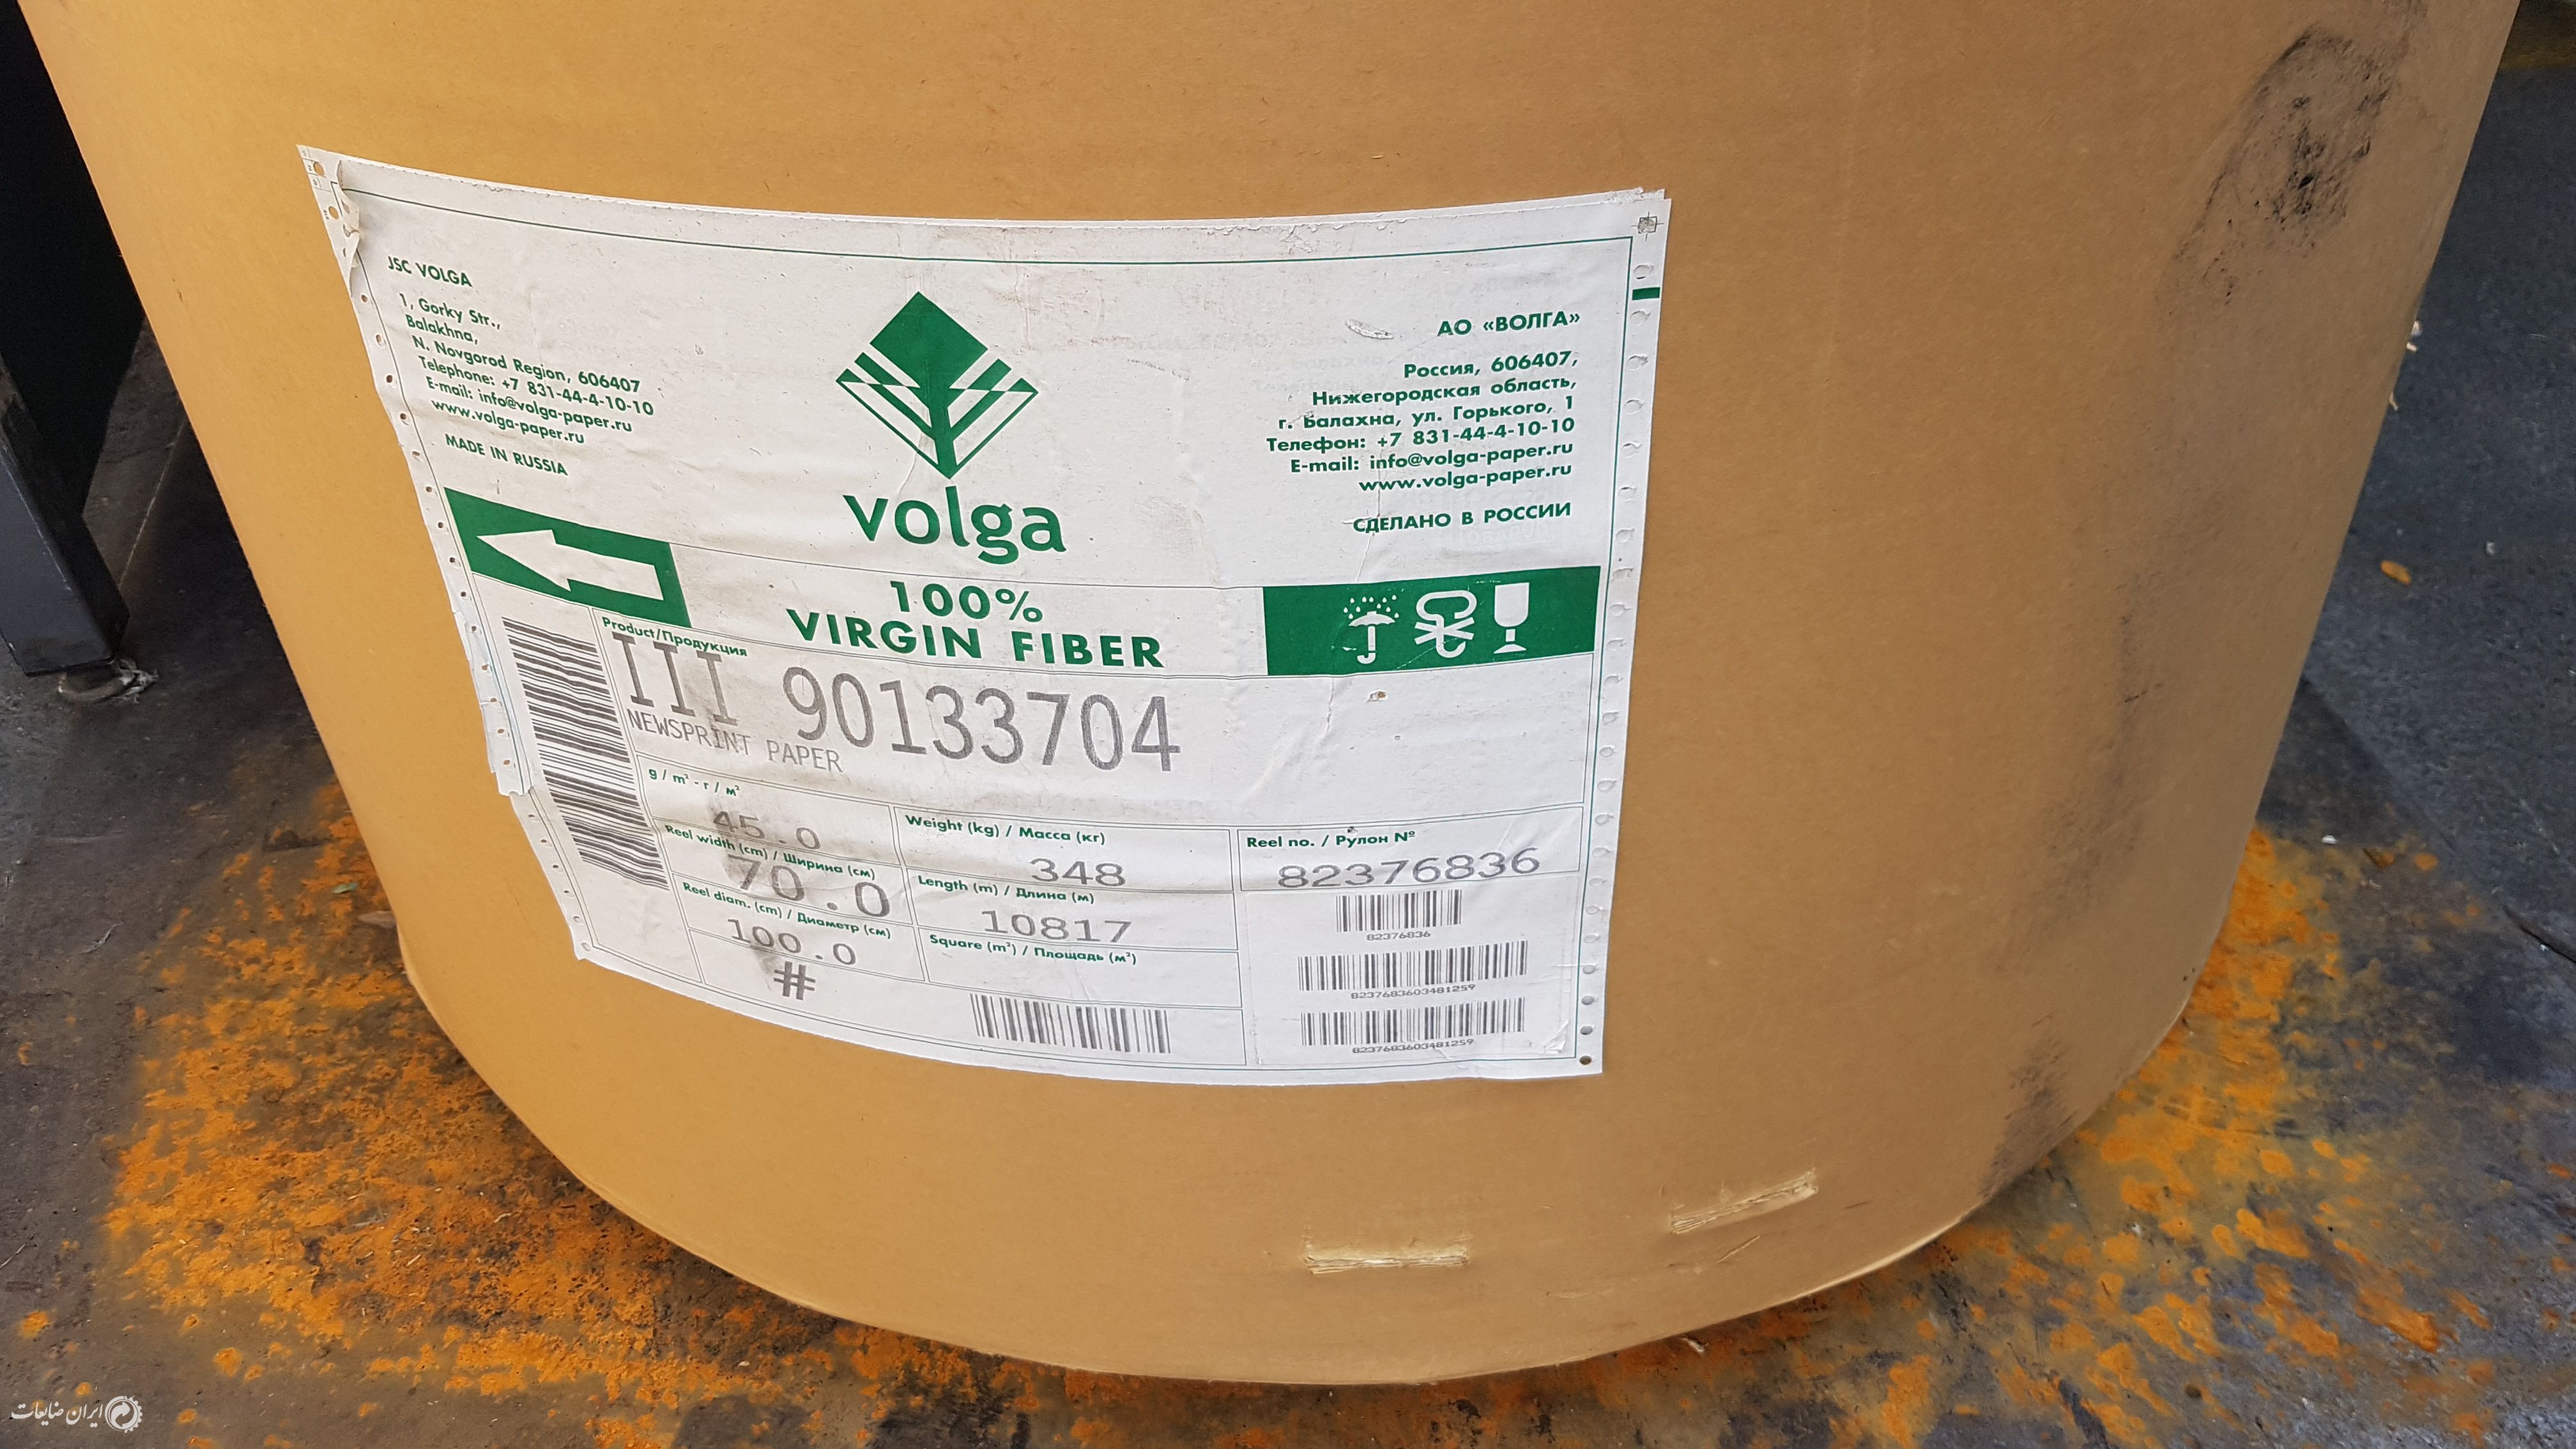 JSC VOLGA
1, Gorky Str.,
Balakhna,
N. Novgorod Region, 606407
Telephone: +7 831-44-4-10-10
E-mail: info@volga-paper.ru
www.volga-paper.ru
MADE IN RUSSIA
volga
АО «ВОЛГА»
Россия, 606407,
Нижегородская область,
г. Балахна, ул. Горького, 1
Телефон: +7 831-44-4-10-10
E-mail: info@volga-paper.ru
www.volga-paper.ru
СДЕЛАНО В РОССИИ
100%
VIRGIN FIBER
Product/Продукция
III 90133704
NEWSPRINT PAPER
g / m² - г / м²
45.0
Reel width (cm) / Ширина (см)
70.0
Reel diam. (cm) / Диаметр (см)
100.0
#
Weight (kg) / Масса (кг)
348
Length (m) / Длина (м)
10817
Square (m²) / Площадь (м²)
Reel no. / Рулон №
82376836
82376836
8237683603481259
8237683603481259
ایران ضایعات